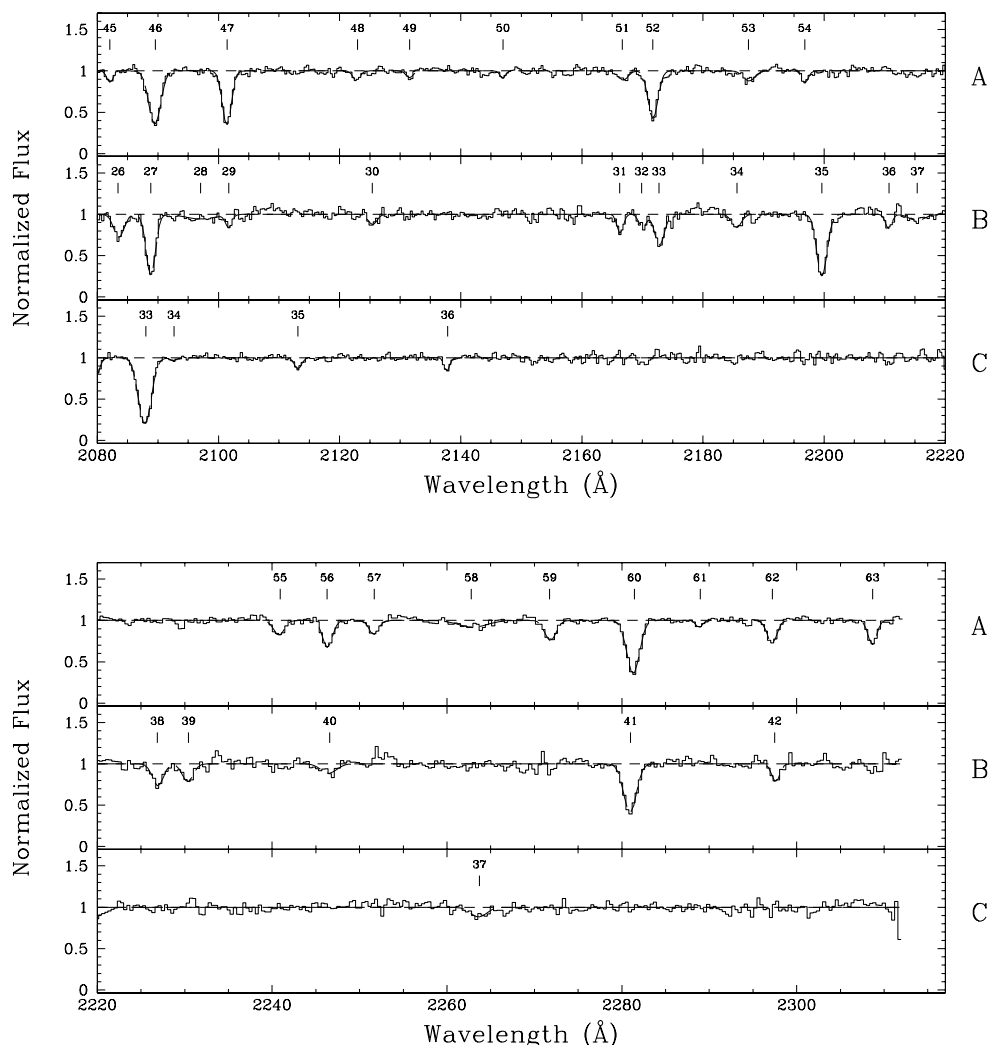 45 46 47 48 49 50 51 52 53 54
1.5
1
0.5
0
A
26 27 28 29 30 31 32 33 34 35 36 37
1.5
1
0.5
0
B
33 34 35 36
1.5
1
0.5
0
C
2080 2100 2120 2140 2160 2180 2200 2220
Wavelength (Å)
Normalized Flux
55 56 57 58 59 60 61 62 63
1.5
1
0.5
0
A
38 39 40 41 42
1.5
1
0.5
0
B
37
1.5
1
0.5
0
C
2220 2240 2260 2280 2300
Wavelength (Å)
Normalized Flux